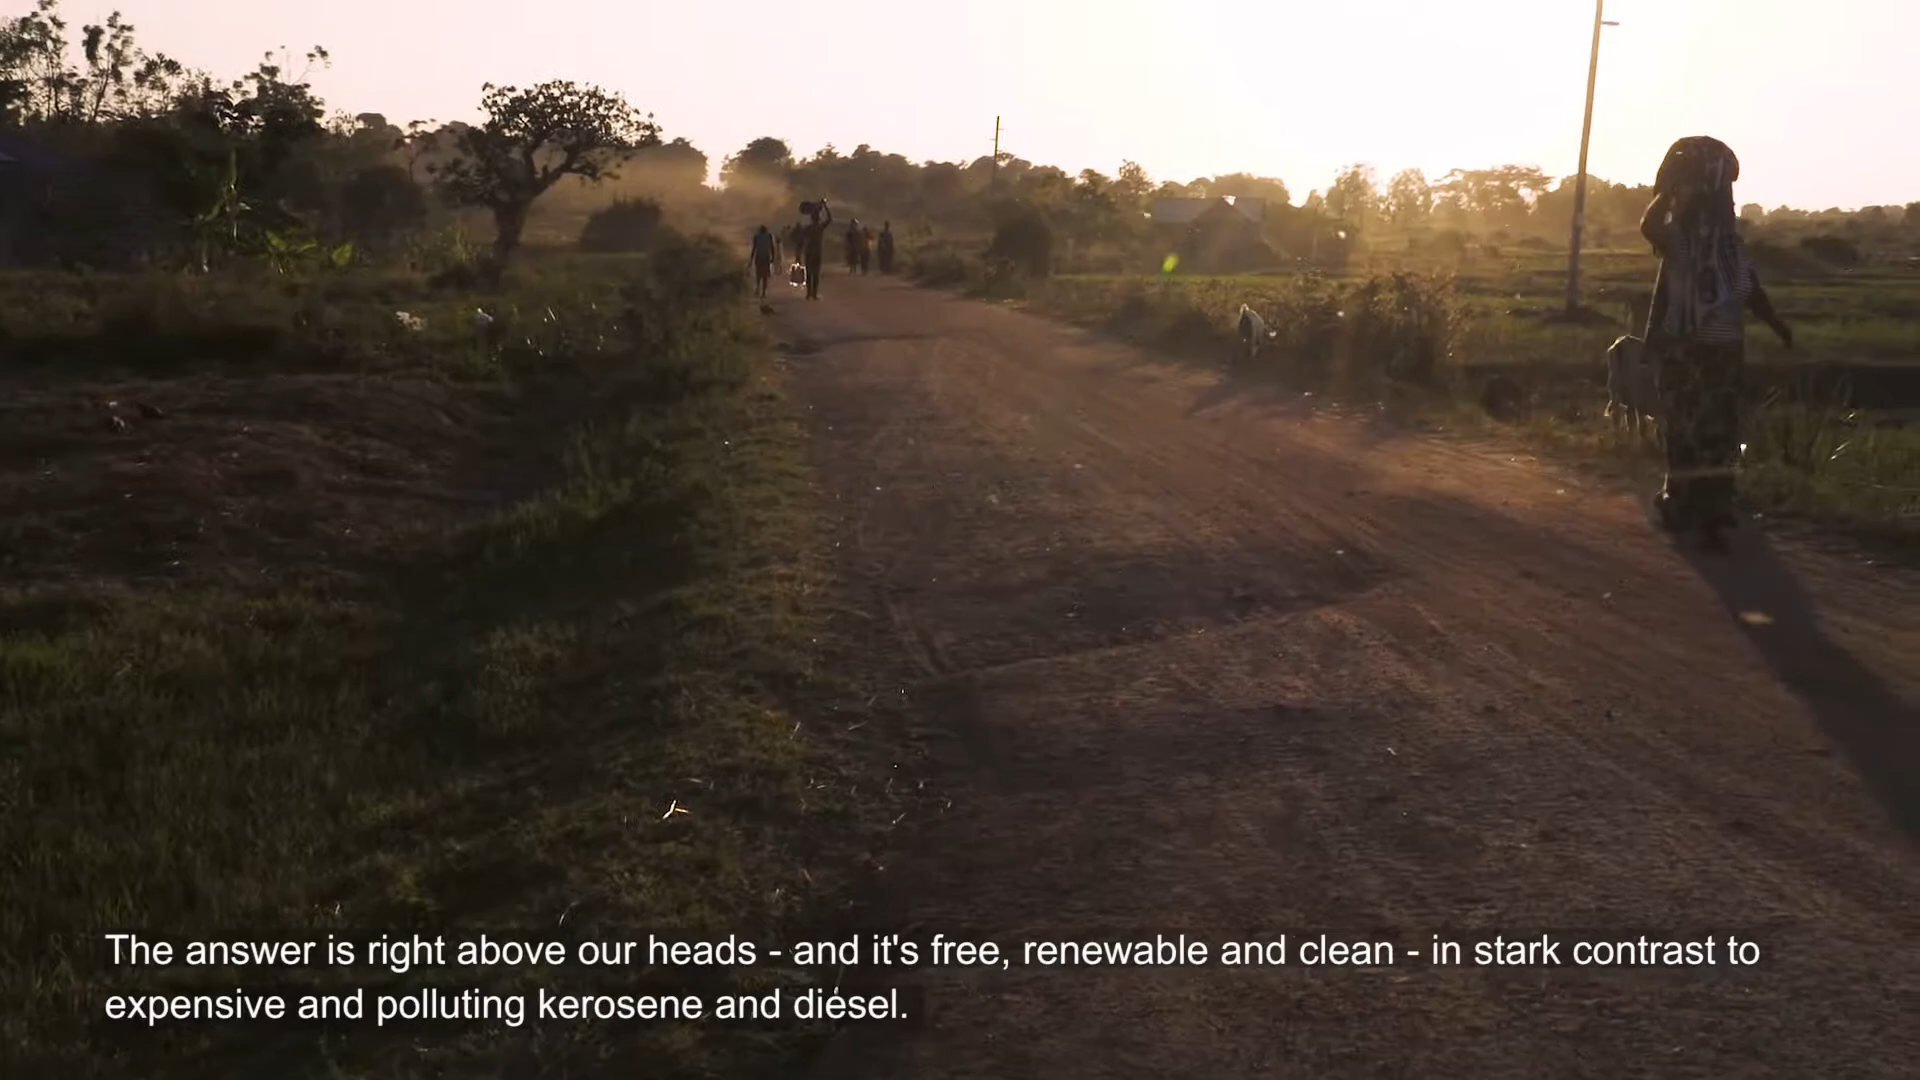 The answer is right above our heads - and it's free, renewable and clean - in stark contrast to
expensive and polluting kerosene and diesel.